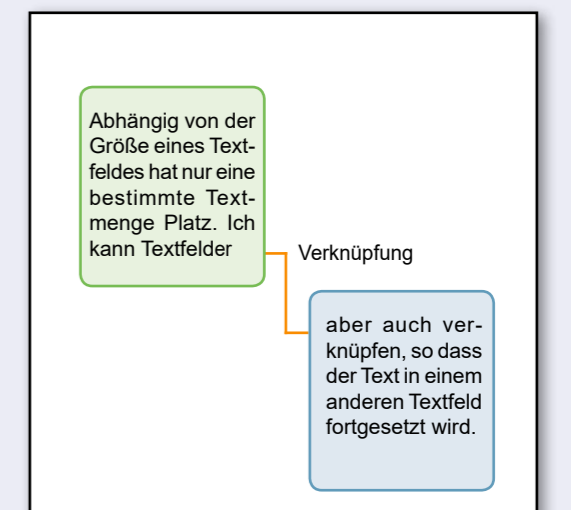 Abhängig von der
Größe eines Text-
feldes hat nur eine
bestimmte Text-
menge Platz. Ich
kann Textfelder
Verknüpfung
aber auch ver-
knüpfen, so dass
der Text in einem
anderen Textfeld
fortgesetzt wird.